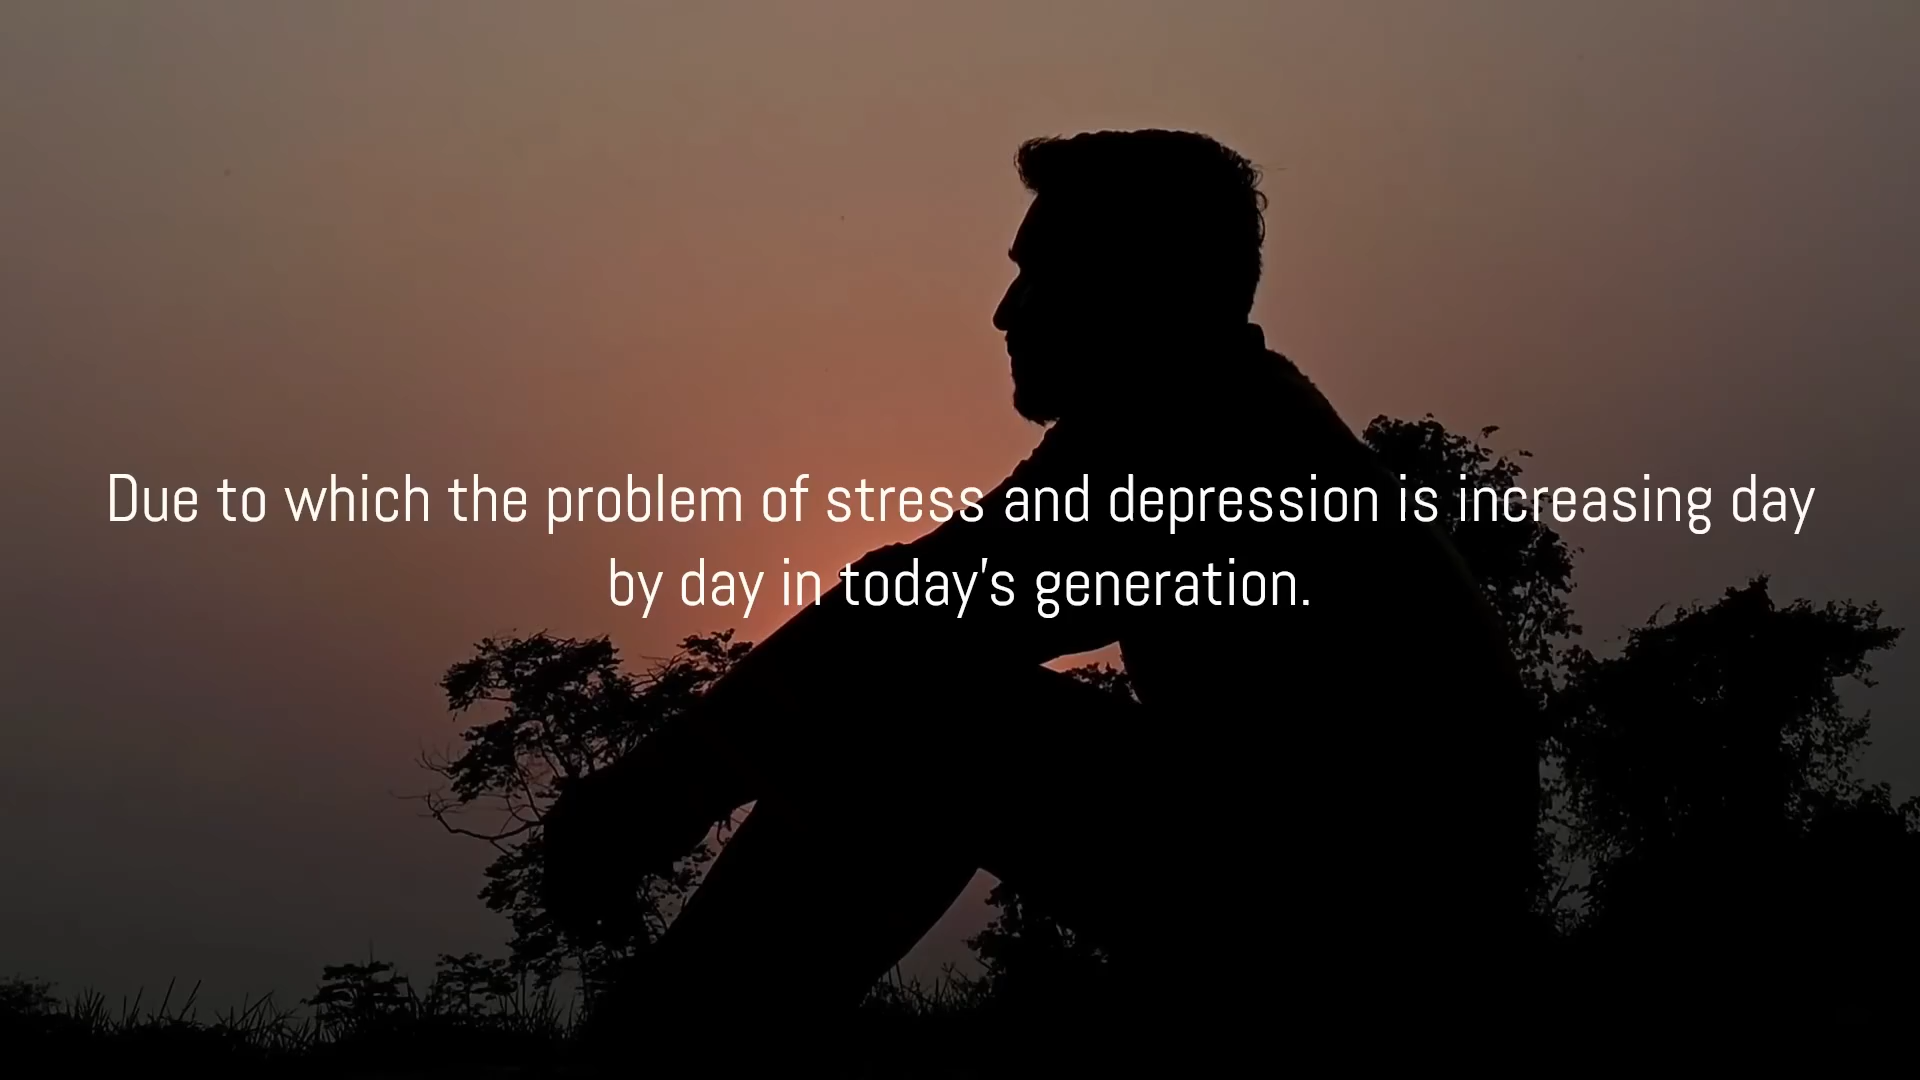 Due to which the problem of stress and depression is increasing day
by day in today's generation.